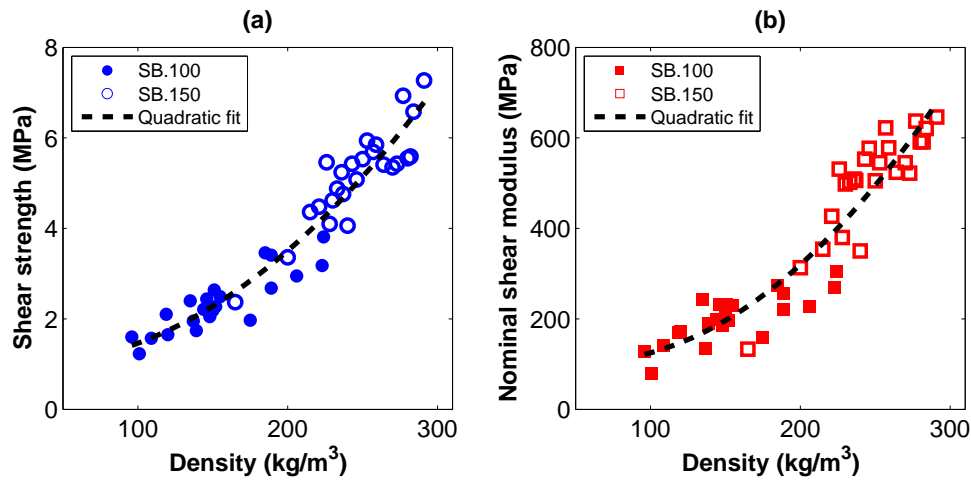 (a)
8
6
4
2
0
Shear strength (MPa)
SB.100
SB.150
Quadratic fit
100 200 300
Density (kg/m³)
(b)
800
600
400
200
0
Nominal shear modulus (MPa)
SB.100
SB.150
Quadratic fit
100 200 300
Density (kg/m³)